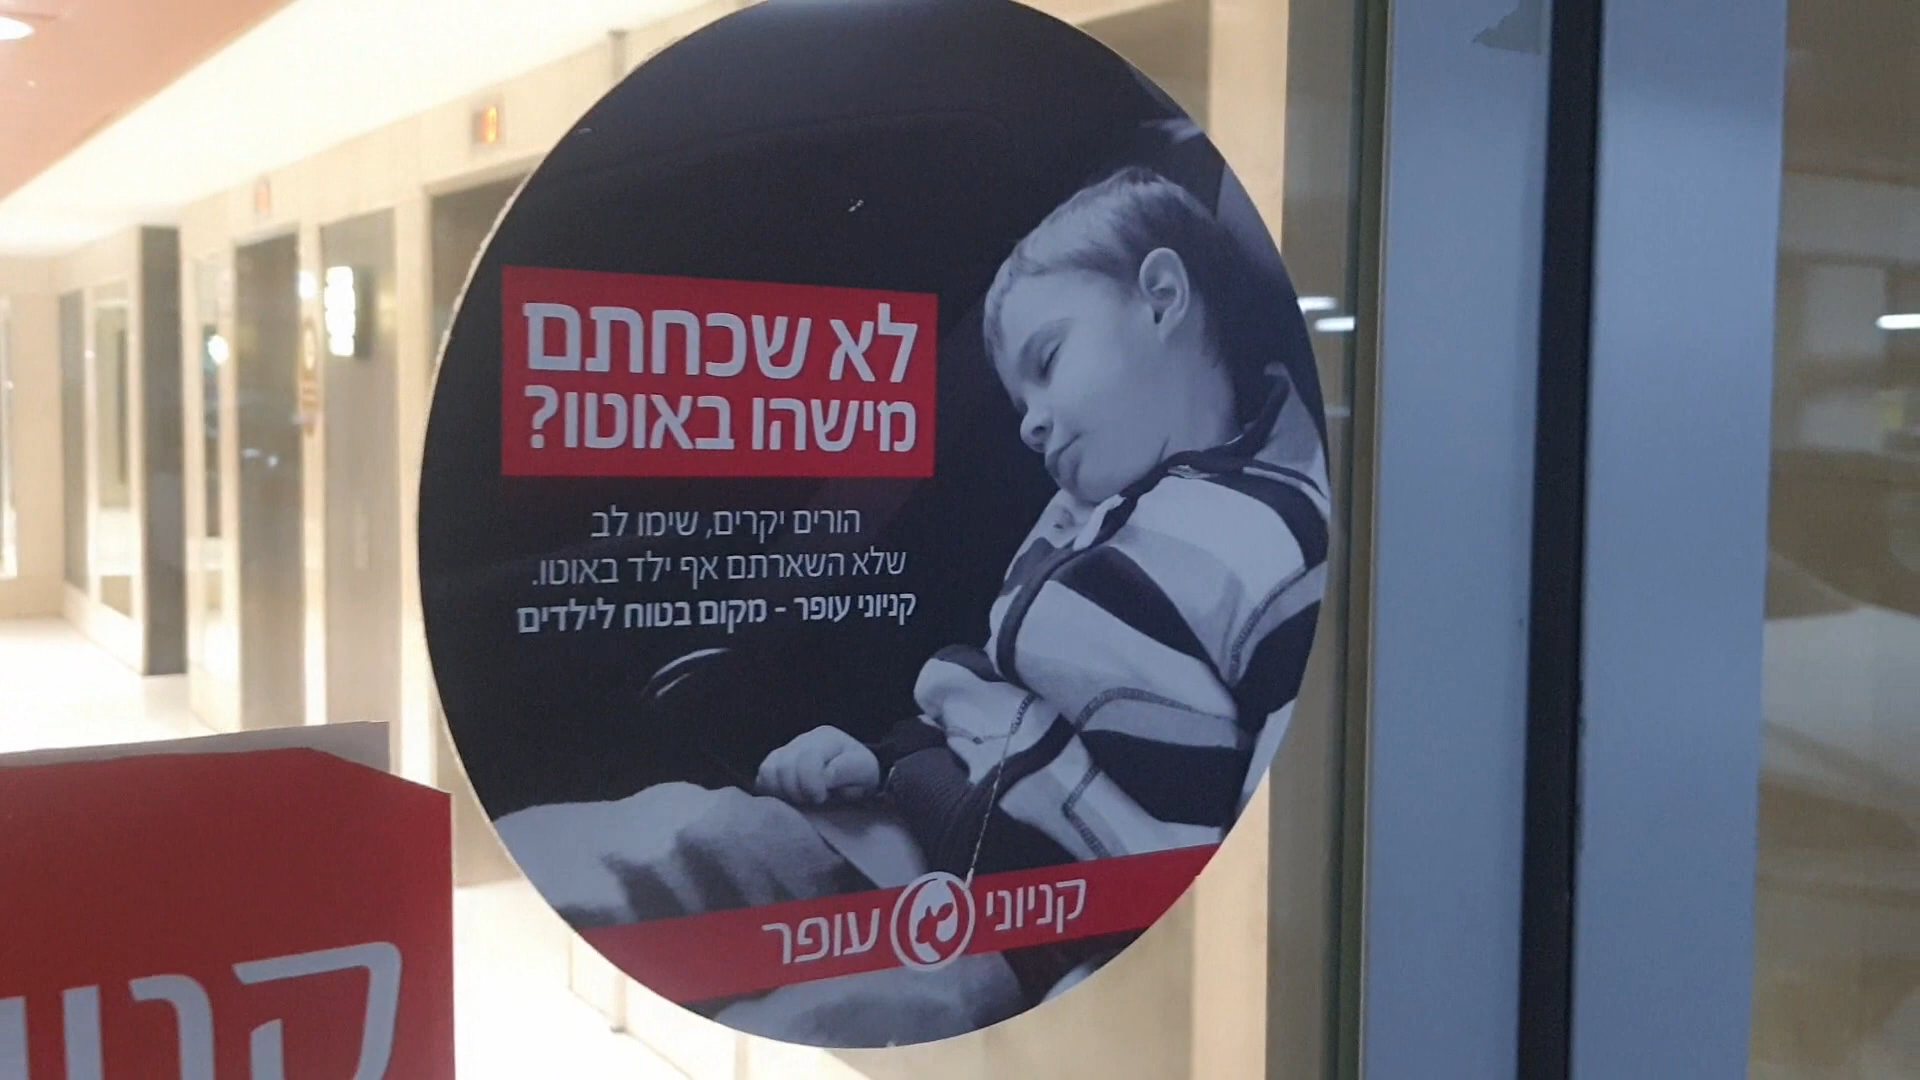 לא שכחתם
מישהו באוטו?
הורים יקרים, שימו לב
שלא השארתם אף ילד באוטו.
קניוני עופר - מקום בטוח לילדים
קניוני עופר